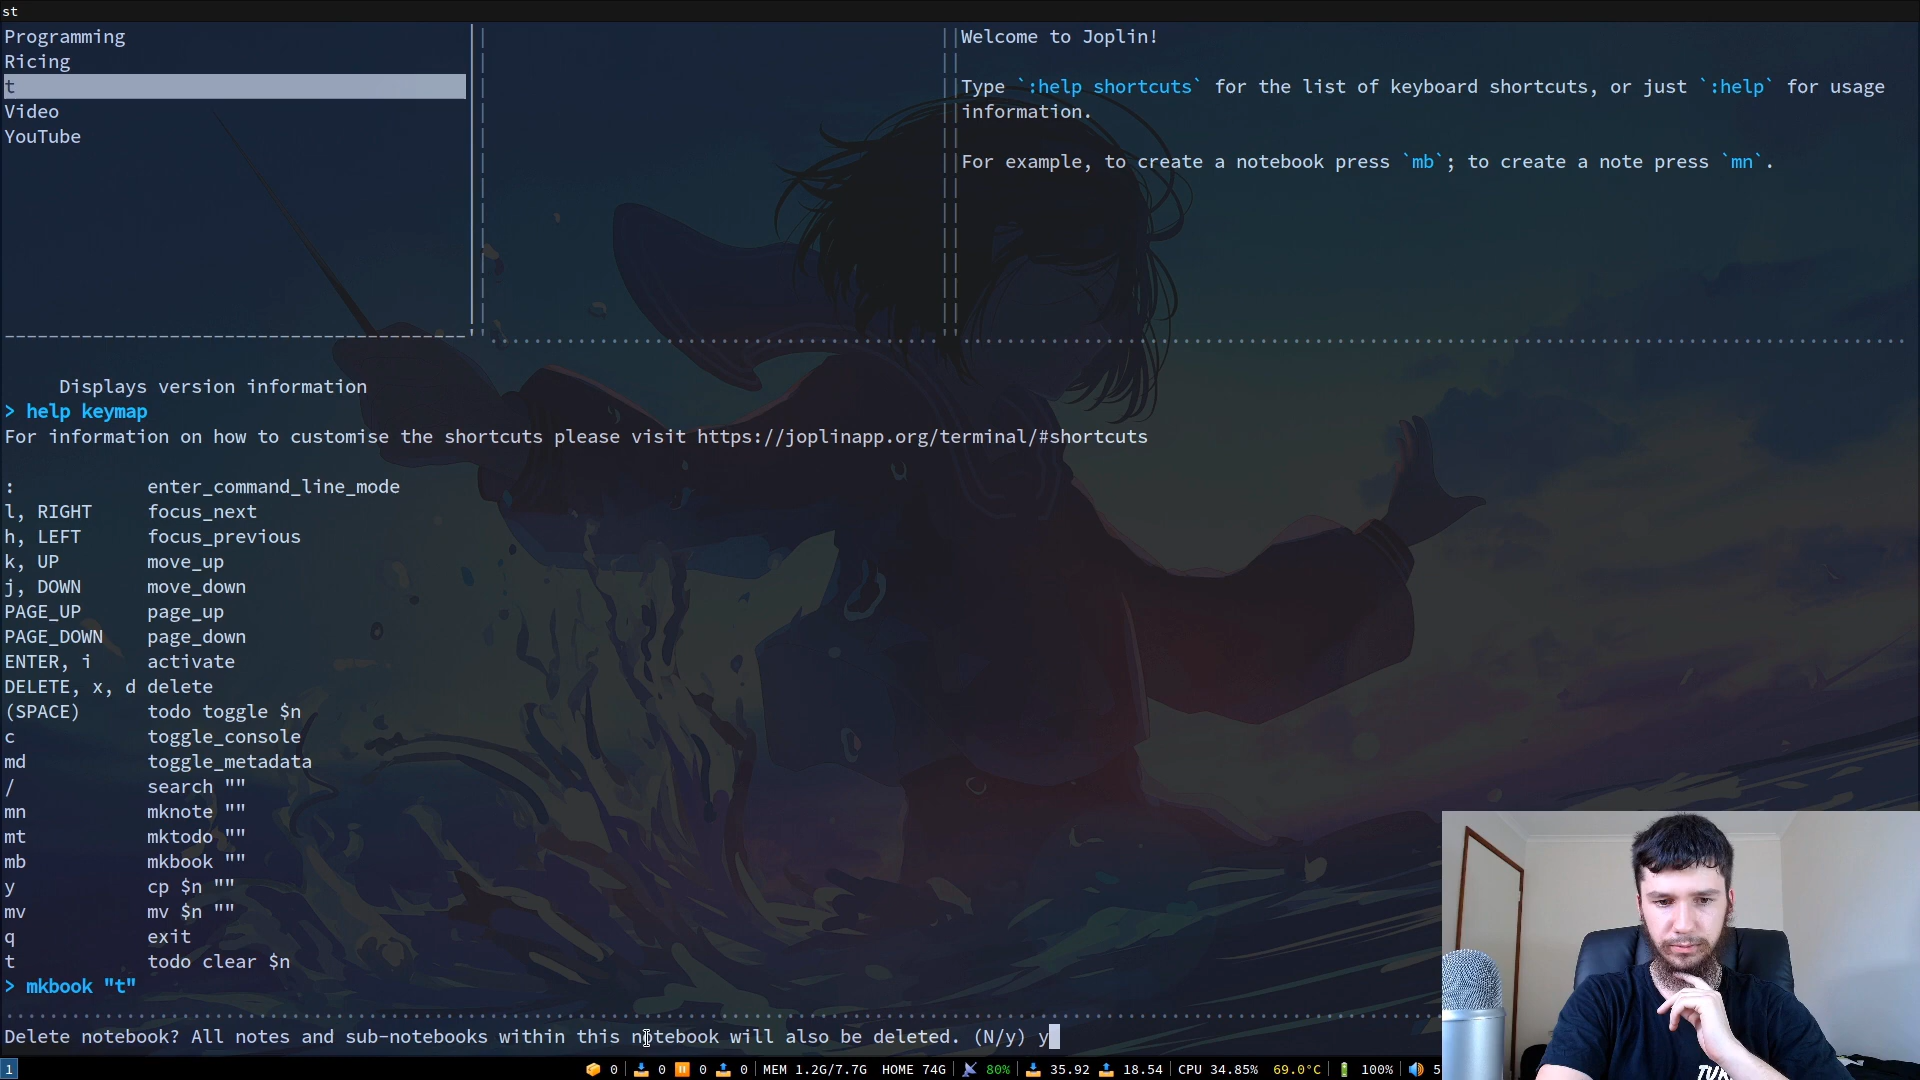 st
Programming
Ricing
t
Video
YouTube
Welcome to Joplin!
Type `:help shortcuts` for the list of keyboard shortcuts, or just `:help` for usage
information.
For example, to create a notebook press `mb`; to create a note press `mn`.
Displays version information
> help keymap
For information on how to customise the shortcuts please visit https://joplinapp.org/terminal/#shortcuts
: enter_command_line_mode
l, RIGHT focus_next
h, LEFT focus_previous
k, UP move_up
j, DOWN move_down
PAGE_UP page_up
PAGE_DOWN page_down
ENTER, i activate
DELETE, x, d delete
(SPACE) todo toggle $n
c toggle_console
md toggle_metadata
/ search ""
mn mknote ""
mt mktodo ""
mb mkbook ""
y cp $n ""
mv mv $n ""
q exit
t todo clear $n
> mkbook "t"
Delete notebook? All notes and sub-notebooks within this notebook will also be deleted. (N/y) y
1 0 0 0 0 MEM 1.2G/7.7G HOME 74G 80% 35.92 18.54 CPU 34.85% 69.0°C 100% 5